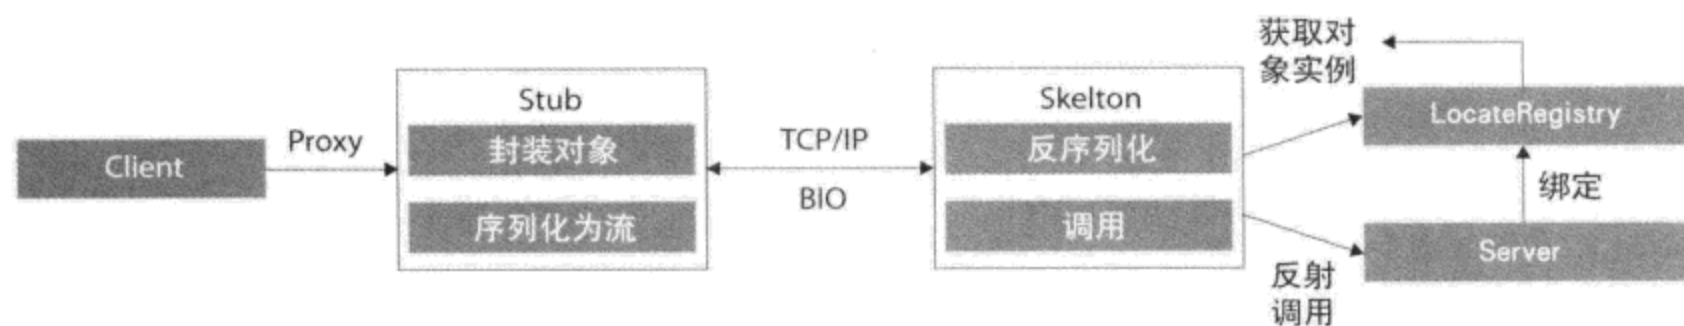 Client
Proxy
Stub
封装对象
序列化为流
TCP/IP
BIO
Skelton
反序列化
调用
获取对
象实例
LocateRegistry
绑定
Server
反射
调用